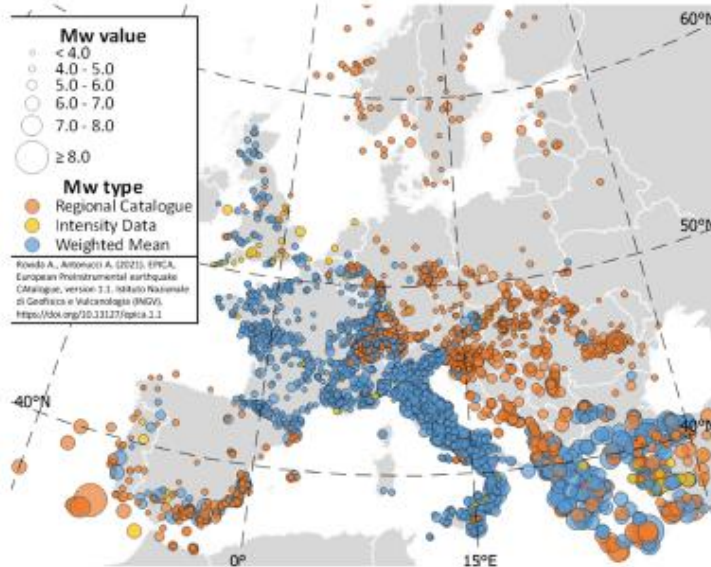 Mw value
< 4.0
4.0 - 5.0
5.0 - 6.0
6.0 - 7.0
7.0 - 8.0
≥ 8.0
Mw type
Regional Catalogue
Intensity Data
Weighted Mean
Rovida A., Antonucci A. (2021). EPICA,
European PreInstrumental earthquake
CAtalogue, version 1.1. Istituto Nazionale
di Geofisica e Vulcanologia (INGV).
https://doi.org/10.13127/epica.1.1
60°N
50°N
40°N
40°N
0°
15°E